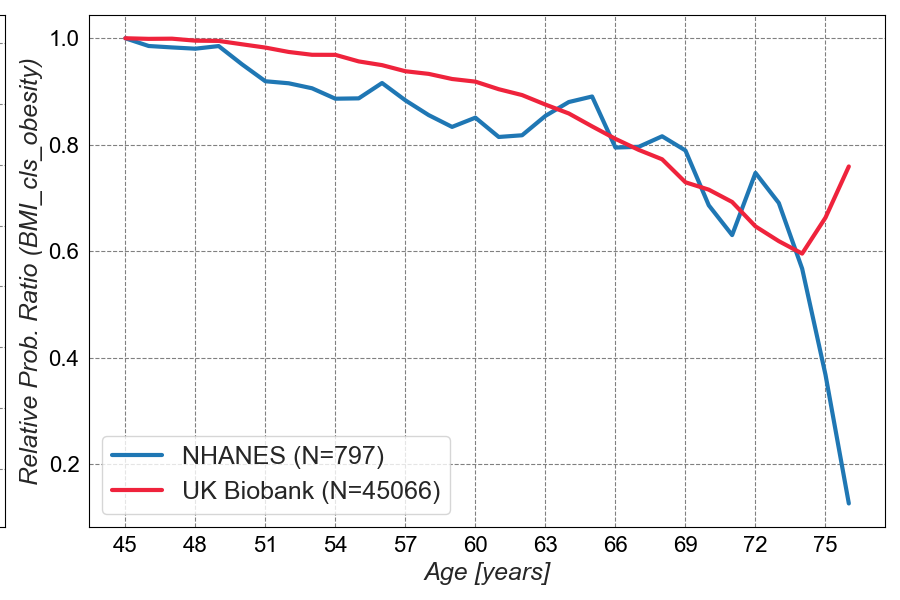 Relative Prob. Ratio (BMI_cls_obesity)
1.0
0.8
0.6
0.4
0.2
NHANES (N=797)
UK Biobank (N=45066)
45 48 51 54 57 60 63 66 69 72 75
Age [years]